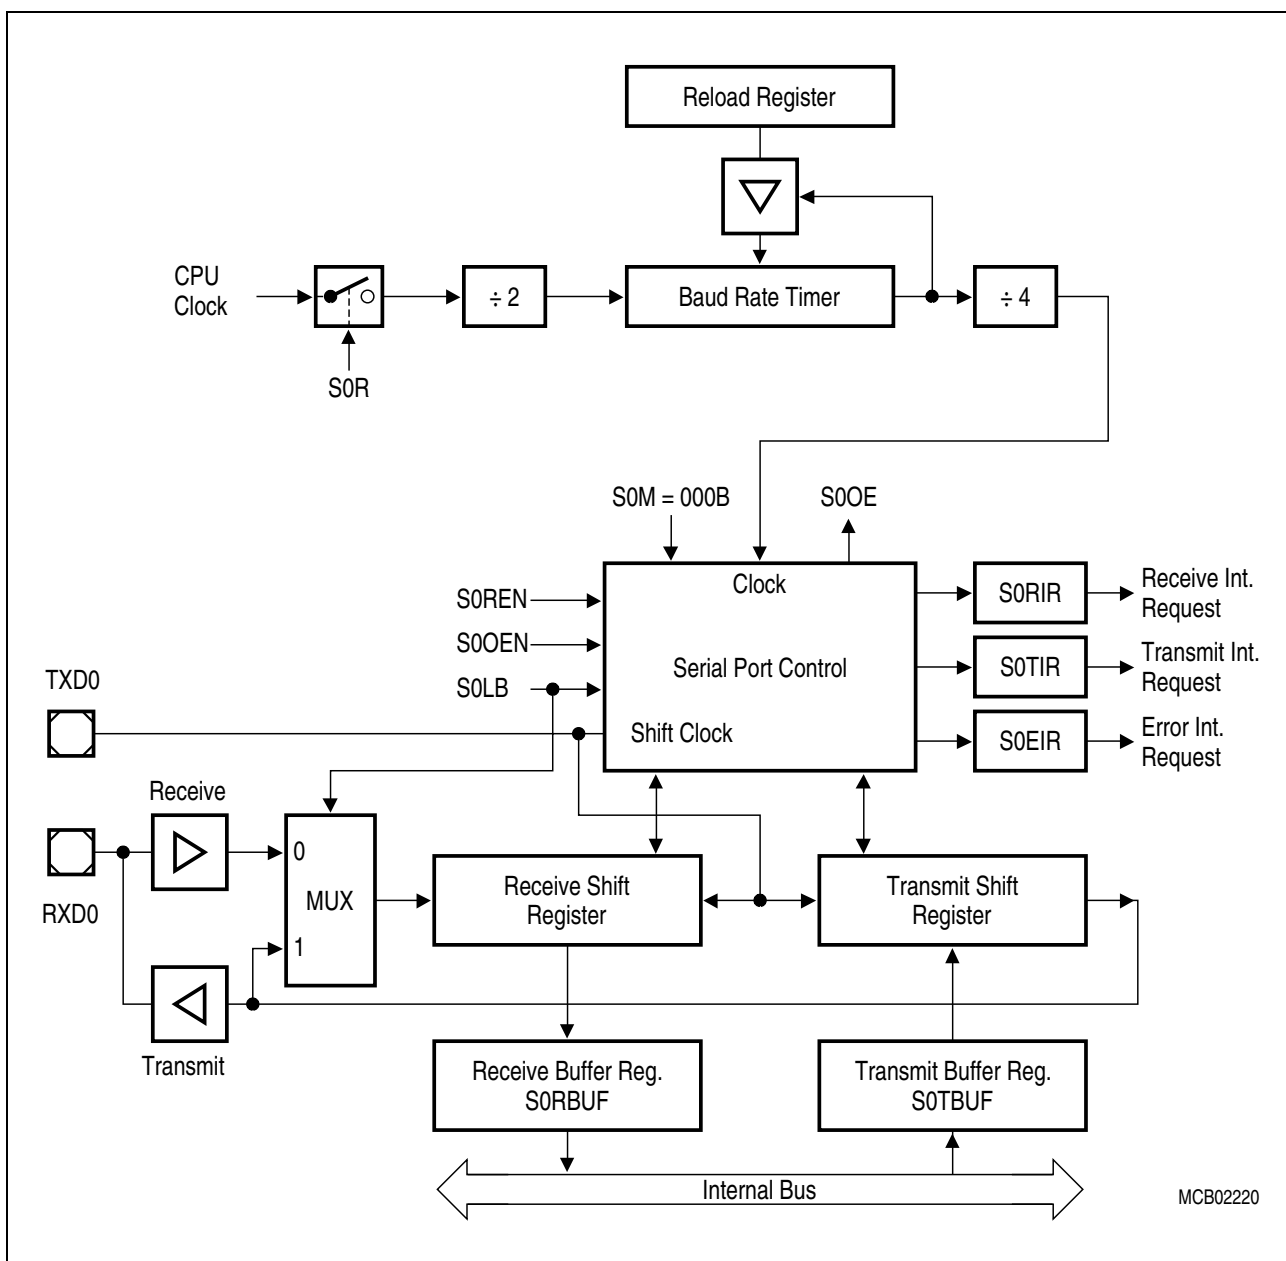 Reload Register
CPU
Clock
÷ 2
Baud Rate Timer
÷ 4
S0R
S0M = 000B
S0OE
Clock
S0REN
S0OEN
S0LB
Serial Port Control
Shift Clock
S0RIR
Receive Int.
Request
S0TIR
Transmit Int.
Request
S0EIR
Error Int.
Request
TXD0
Receive
RXD0
0
MUX
1
Receive Shift
Register
Transmit Shift
Register
Transmit
Receive Buffer Reg.
S0RBUF
Transmit Buffer Reg.
S0TBUF
Internal Bus
MCB02220